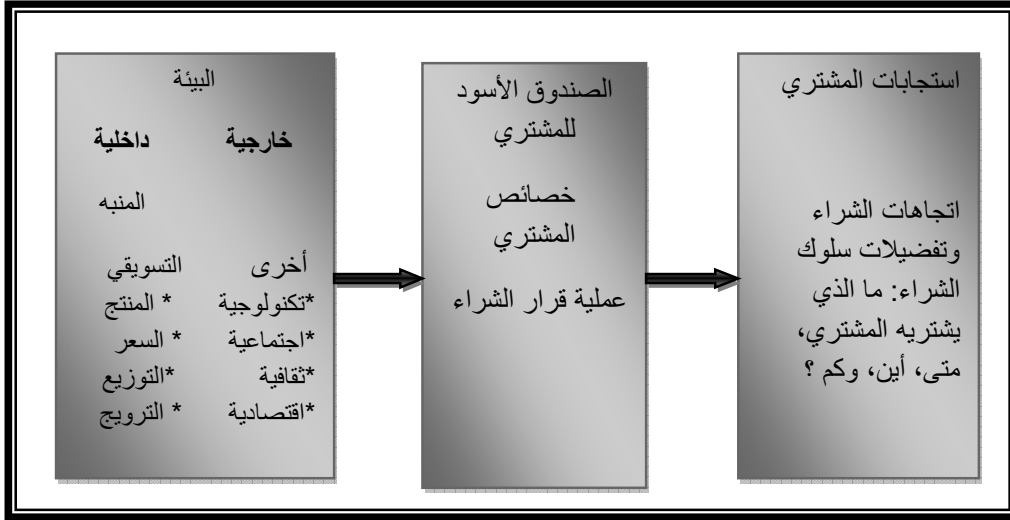 البيئة
خارجية داخلية
المنبه
أخرى التسويقي
*تكنولوجية * المنتج
*اجتماعية * السعر
*ثقافية *التوزيع
*اقتصادية * الترويج
الصندوق الأسود
للمشتري
خصائص
المشتري
عملية قرار الشراء
استجابات المشتري
اتجاهات الشراء
وتفضيلات سلوك
الشراء: ما الذي
يشتريه المشتري،
متى، أين، وكم ؟